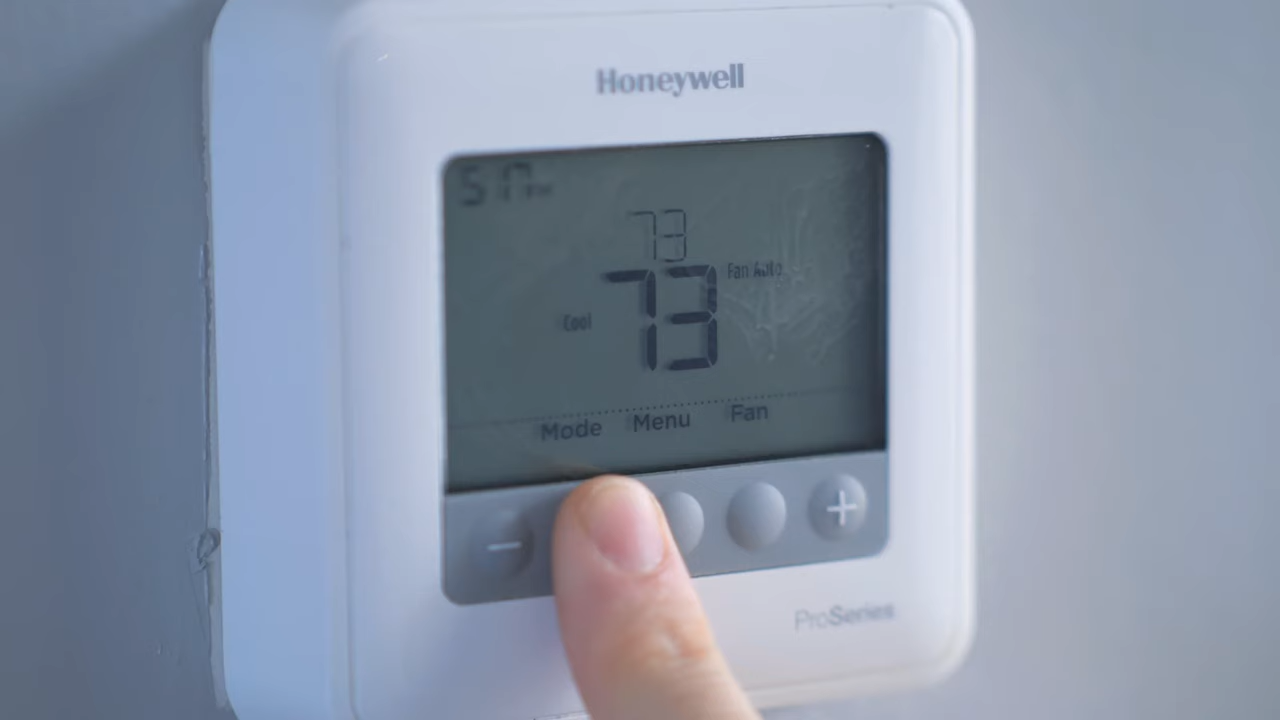 Honeywell
73
73
Fan Auto
Cool
Mode Menu Fan
− +
ProSeries